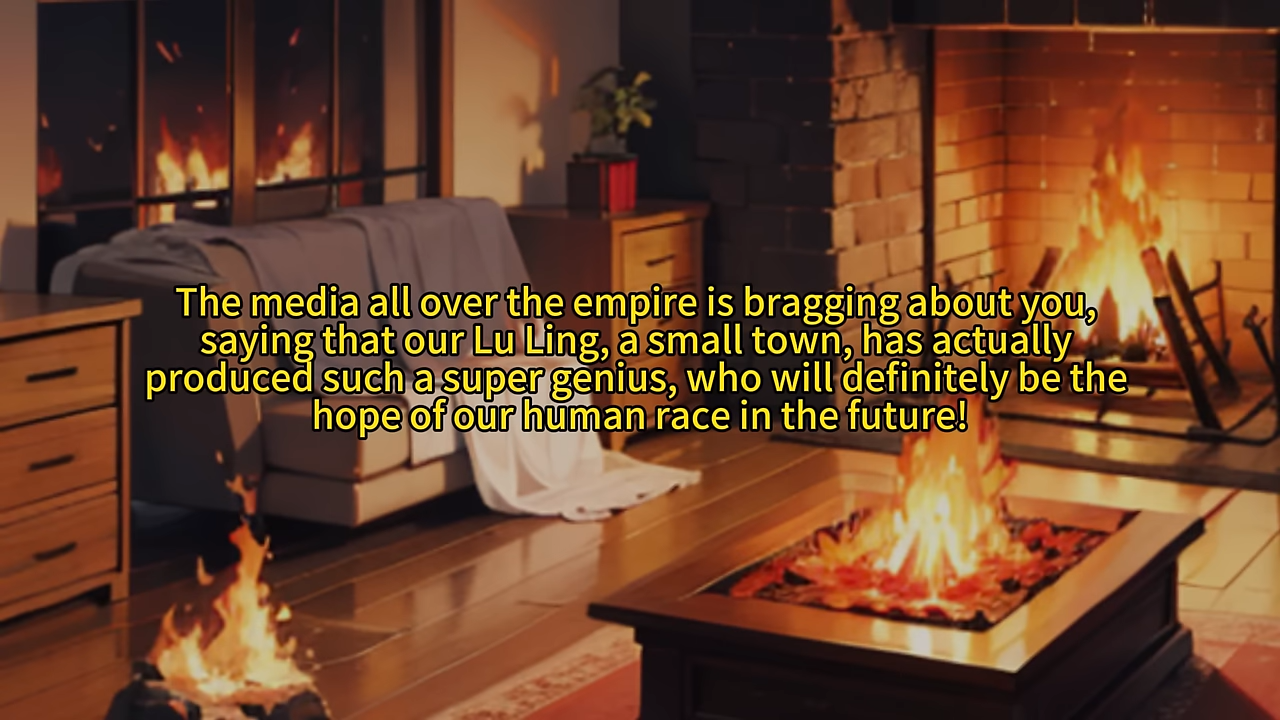 The media all over the empire is bragging about you,
saying that our Lu Ling, a small town, has actually
produced such a super genius, who will definitely be the
hope of our human race in the future!